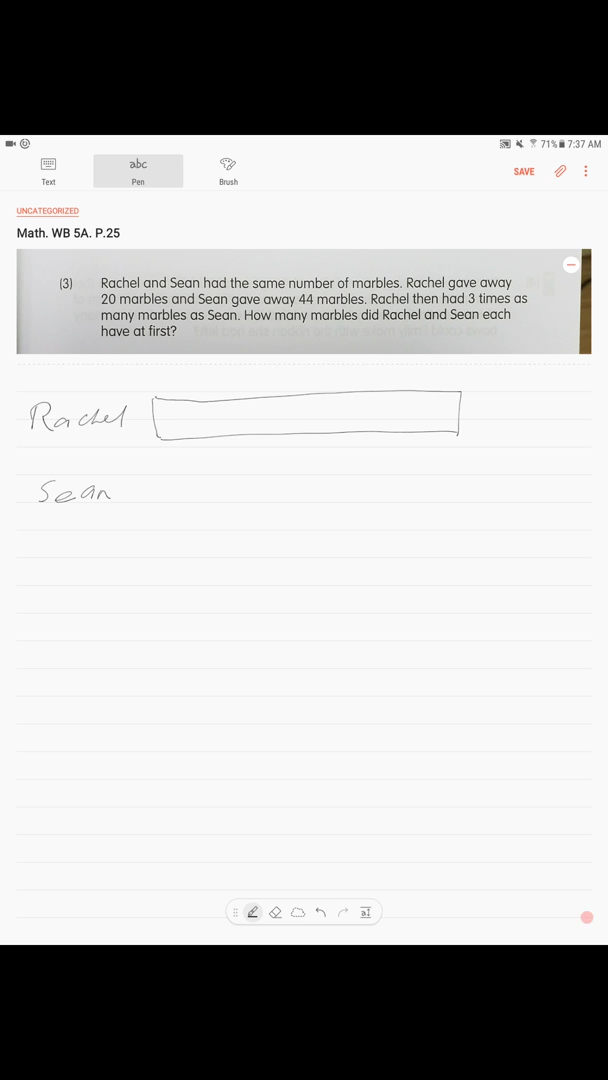 71% 7:37 AM
abc
Text
Pen
Brush
SAVE
UNCATEGORIZED
Math. WB 5A. P.25
(3) Rachel and Sean had the same number of marbles. Rachel gave away
20 marbles and Sean gave away 44 marbles. Rachel then had 3 times as
many marbles as Sean. How many marbles did Rachel and Sean each
have at first?
Rachel
Sean
aI